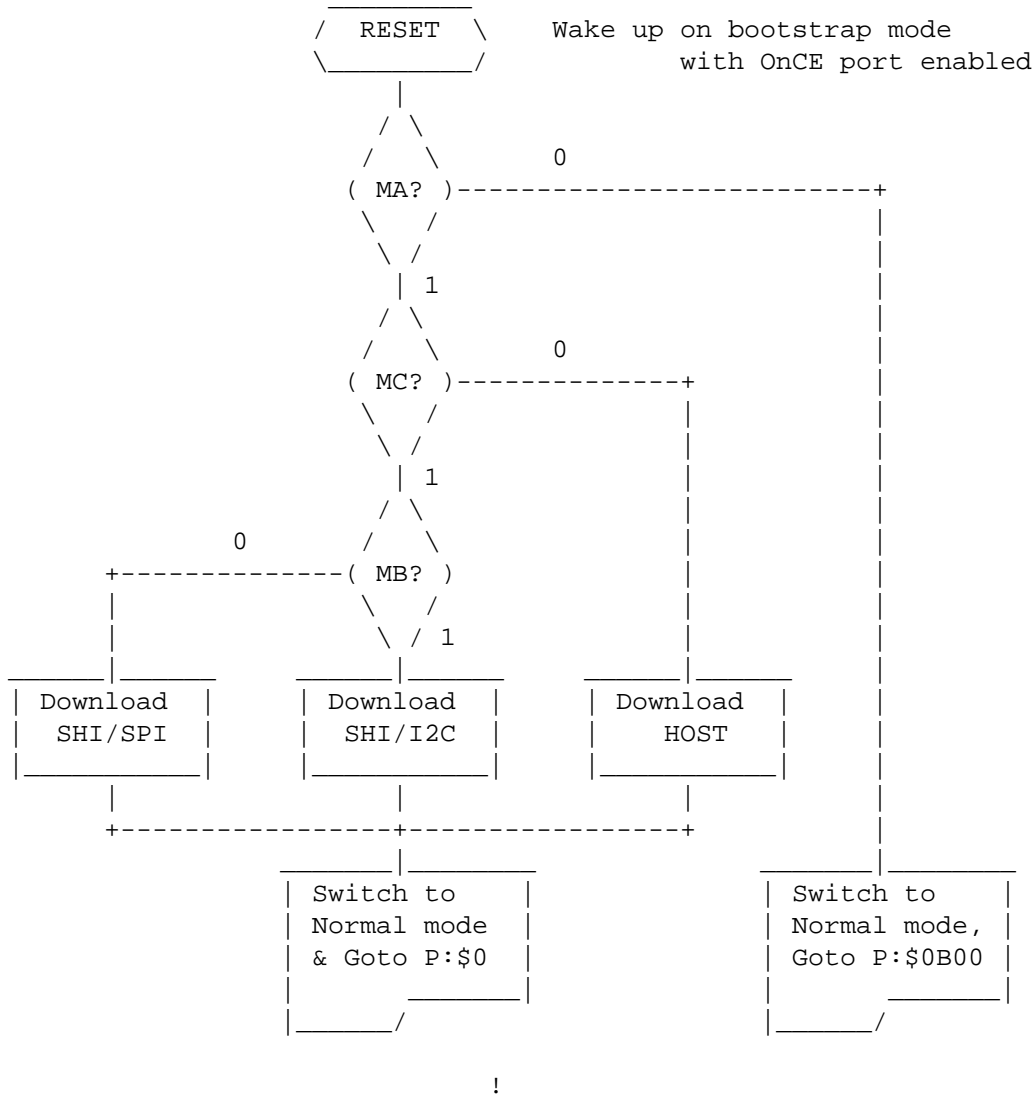 RESET Wake up on bootstrap mode
with OnCE port enabled
0
MA?
1
0
MC?
1
0
MB?
1
Download Download Download
SHI/SPI SHI/I2C HOST
Switch to Switch to
Normal mode Normal mode,
& Goto P:$0 Goto P:$0B00
!